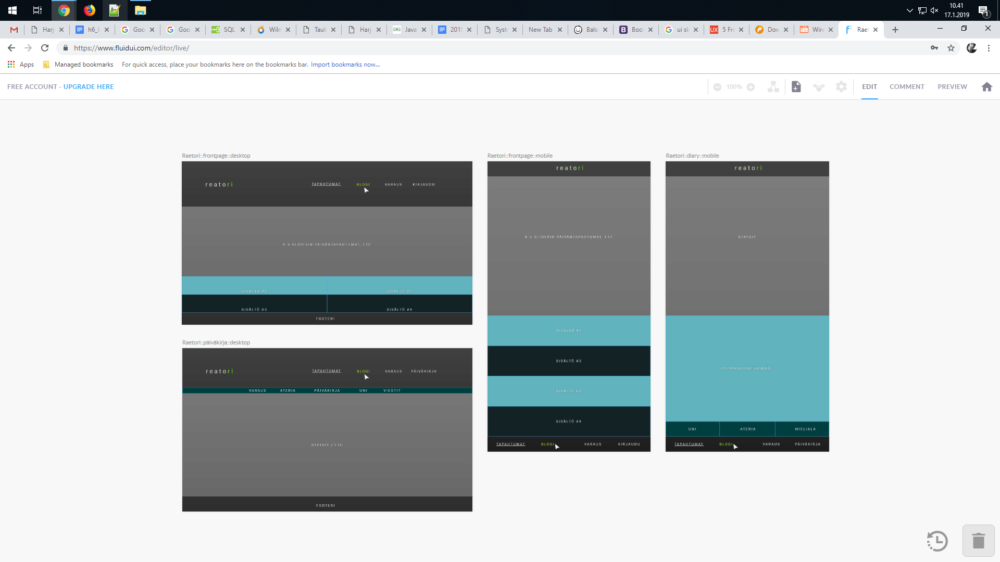 10.41
17.1.2019
1
Harj
h6_l
Goo
Goo
SQL
Wiln
Taul
Harj
Java
2019
Syst
New Tab
Bals
Boot
ui sk
5 Fre
Dow
Wire
Raet
https://www.fluidui.com/editor/live/
Apps
Managed bookmarks
For quick access, place your bookmarks here on the bookmarks bar. Import bookmarks now...
FREE ACCOUNT - UPGRADE HERE
100%
EDIT
COMMENT
PREVIEW
Raetori::frontpage::desktop
reatori
TAPAHTUMAT
BLOGI
VARAUS
KIRJAUDU
4-5 SLIDERIN PÄIVÄNTAPAHTUMAT, ETC
SISÄLTÖ #1
SISÄLTÖ #2
SISÄLTÖ #3
SISÄLTÖ #4
FOOTERI
Raetori::päiväkirja::desktop
reatori
TAPAHTUMAT
BLOGI
VARAUS
PÄIVÄKIRJA
VARAUS
ATERIA
PÄIVÄKIRJA
UNI
VIESTIT
STATSIT / ETC
FOOTERI
Raetori::frontpage::mobile
reatori
4-5 SLIDERIN PÄIVÄNTAPAHTUMAT, ETC
SISÄLTÖ #1
SISÄLTÖ #2
SISÄLTÖ #3
SISÄLTÖ #4
TAPAHTUMAT
BLOGI
VARAUS
KIRJAUDU
Raetori::diary::mobile
reatori
STATSIT
PÄIVÄKIRJAMERKINNÄT
UNI
ATERIA
MIELIALA
TAPAHTUMAT
BLOGI
VARAUS
PÄIVÄKIRJA